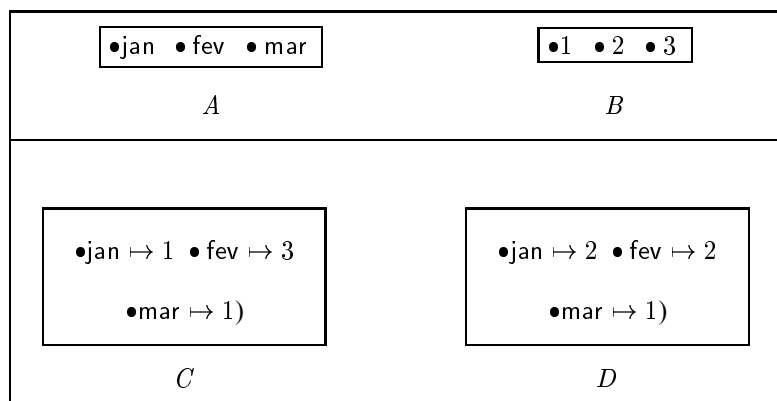 •jan • fev • mar
•1 • 2 • 3
A
B
•jan ↦ 1 • fev ↦ 3
•mar ↦ 1)
C
•jan ↦ 2 • fev ↦ 2
•mar ↦ 1)
D